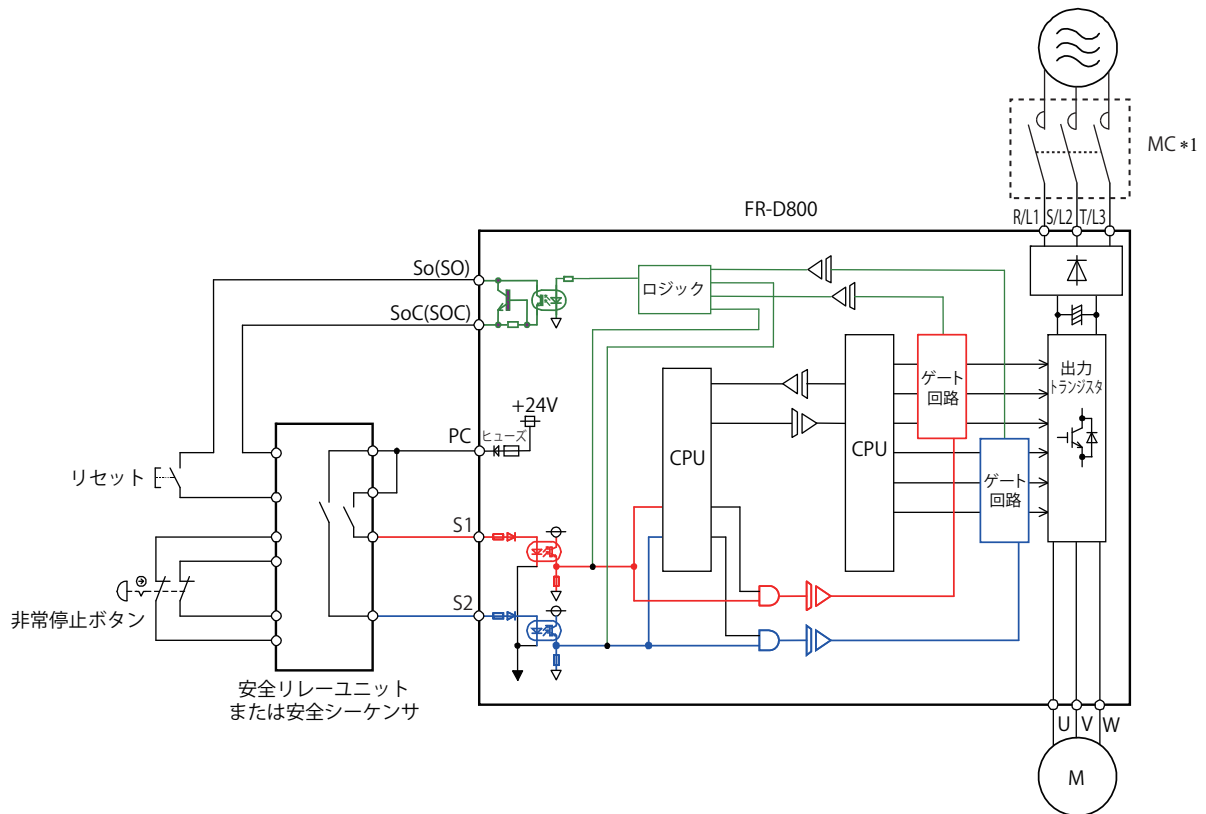 MC *1
FR-D800
R/L1 S/L2 T/L3
So(SO)
ロジック
SoC(SOC)
ゲート
回路
出力
トランジスタ
+24V
PC
ヒューズ
CPU
CPU
リセット
ゲート
回路
S1
S2
非常停止ボタン
安全リレーユニット
または安全シーケンサ
U V W
M